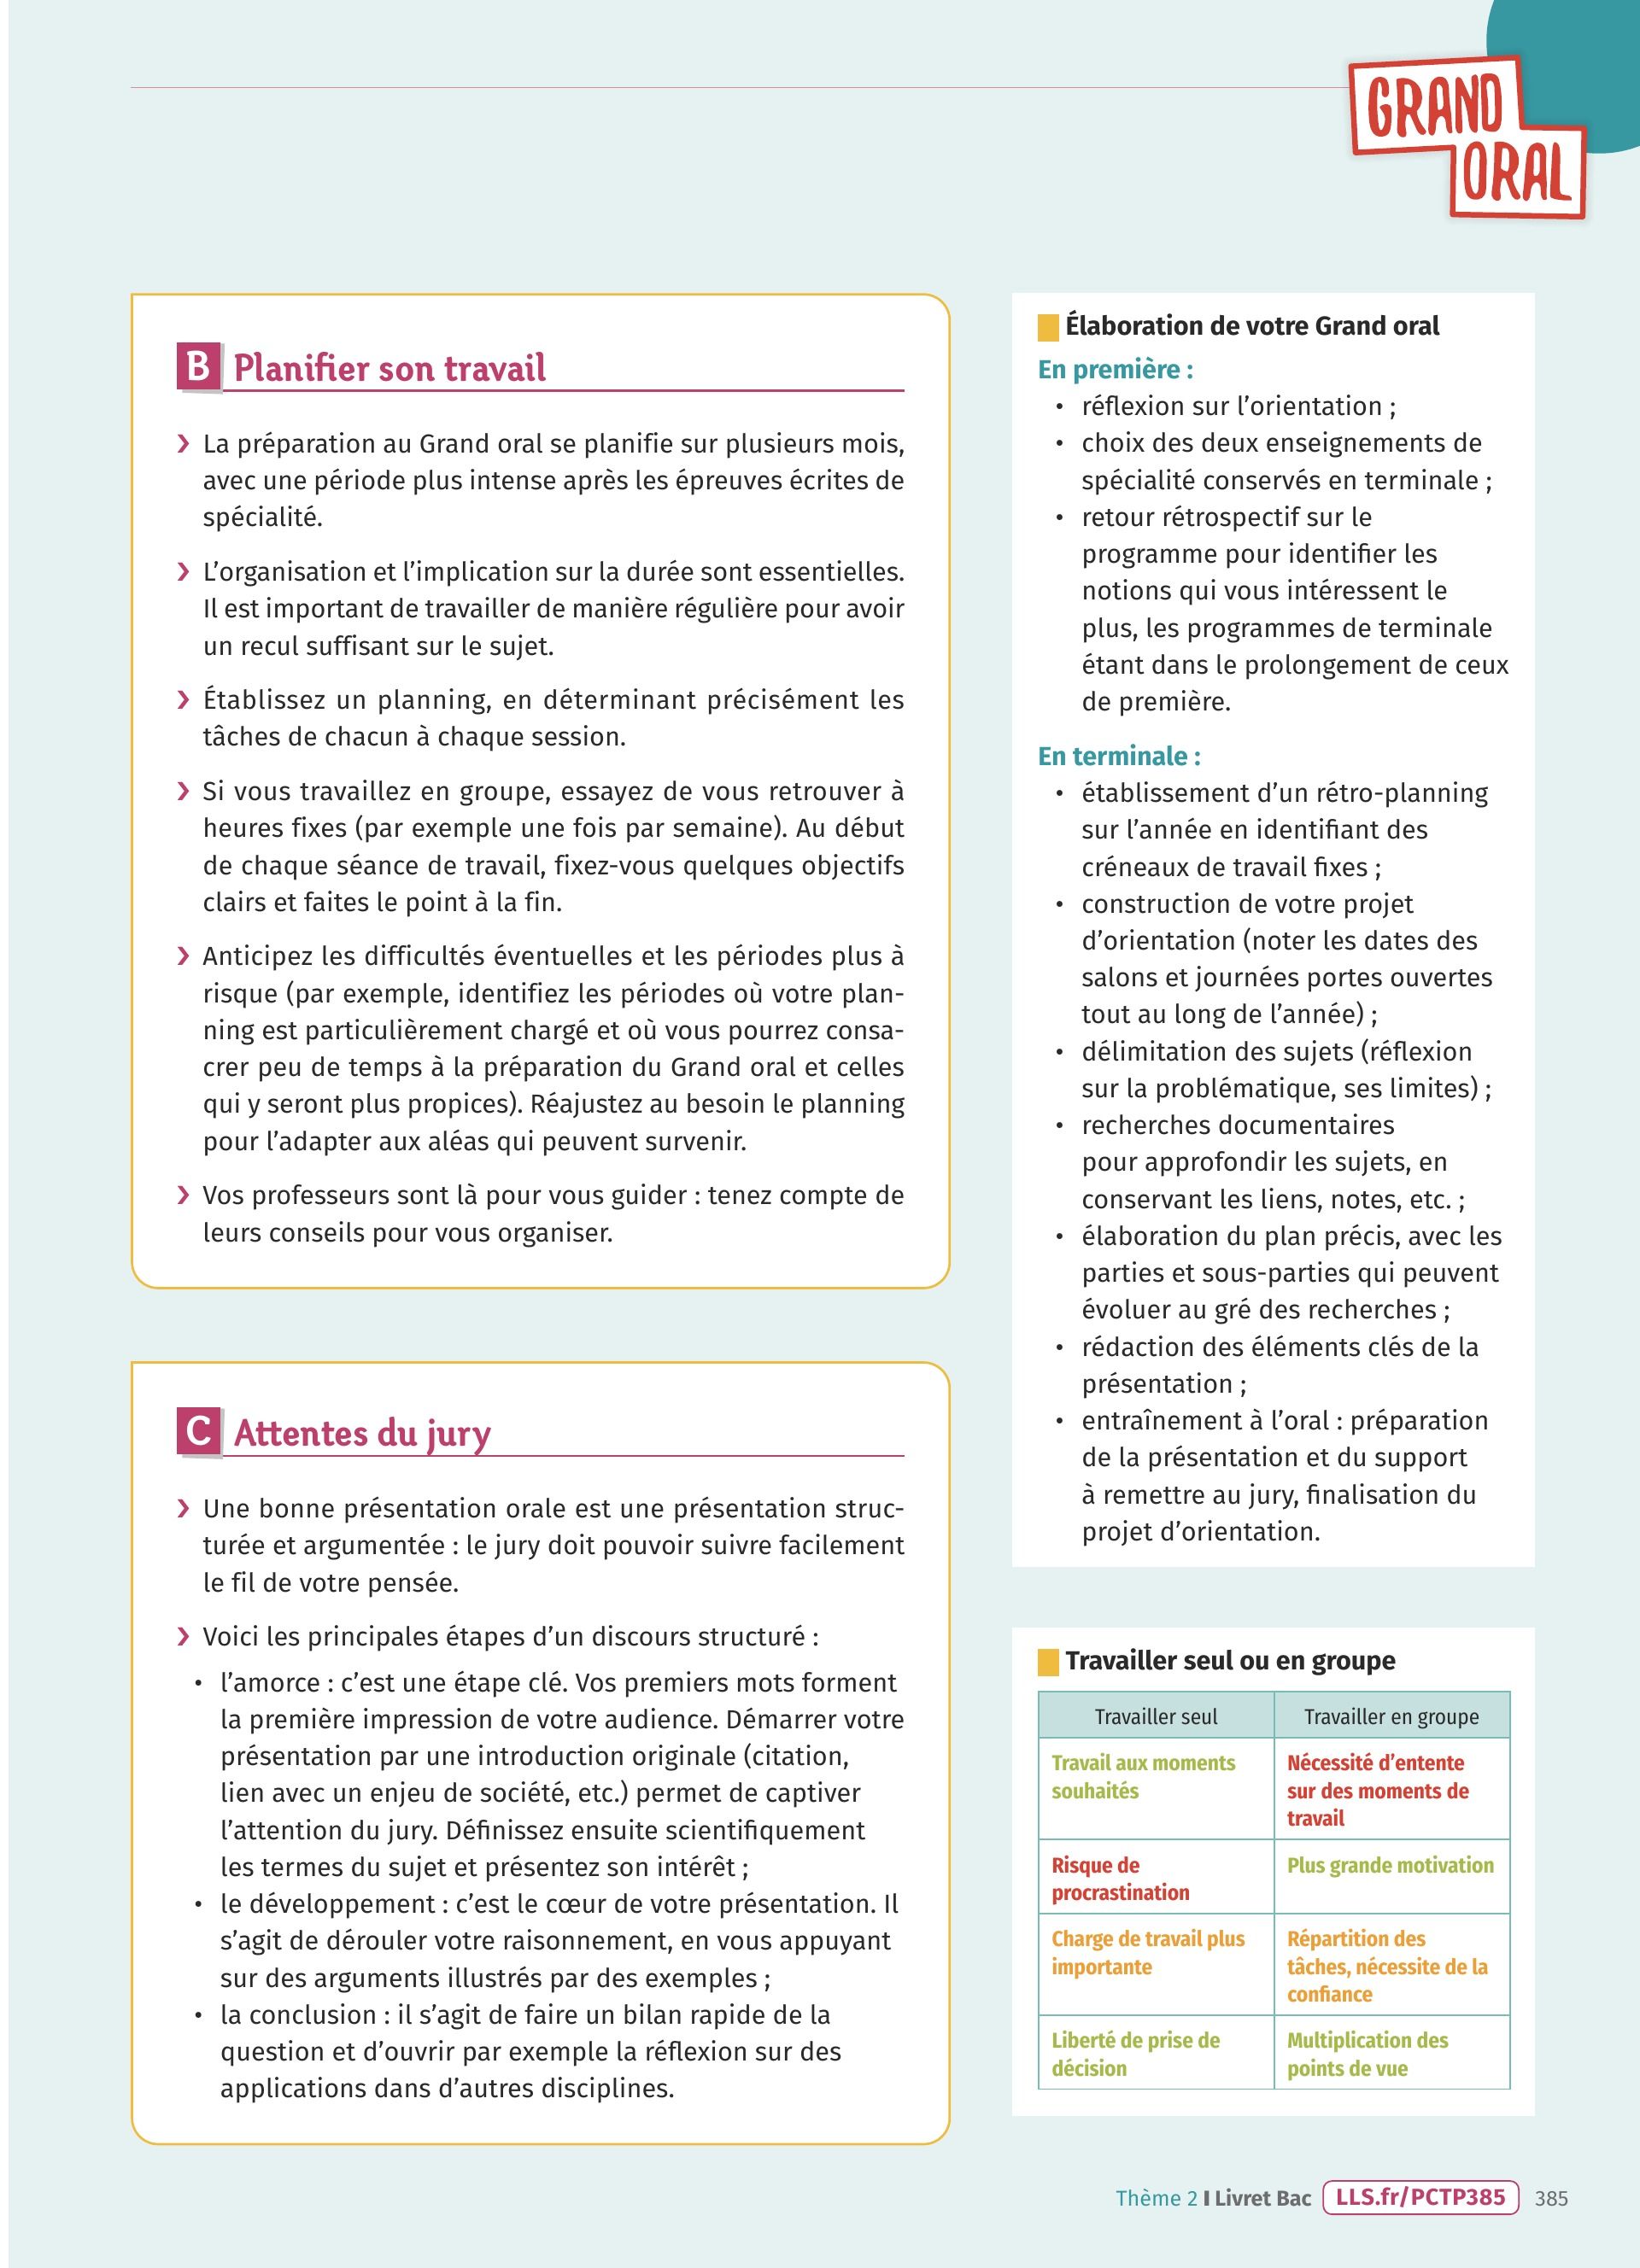 GRAND
ORAL
B Planifier son travail
❯ La préparation au Grand oral se planifie sur plusieurs mois,
avec une période plus intense après les épreuves écrites de
spécialité.
❯ L’organisation et l’implication sur la durée sont essentielles.
Il est important de travailler de manière régulière pour avoir
un recul suffisant sur le sujet.
❯ Établissez un planning, en déterminant précisément les
tâches de chacun à chaque session.
❯ Si vous travaillez en groupe, essayez de vous retrouver à
heures fixes (par exemple une fois par semaine). Au début
de chaque séance de travail, fixez-vous quelques objectifs
clairs et faites le point à la fin.
❯ Anticipez les difficultés éventuelles et les périodes plus à
risque (par exemple, identifiez les périodes où votre plan-
ning est particulièrement chargé et où vous pourrez consa-
crer peu de temps à la préparation du Grand oral et celles
qui y seront plus propices). Réajustez au besoin le planning
pour l’adapter aux aléas qui peuvent survenir.
❯ Vos professeurs sont là pour vous guider : tenez compte de
leurs conseils pour vous organiser.
C Attentes du jury
❯ Une bonne présentation orale est une présentation struc-
turée et argumentée : le jury doit pouvoir suivre facilement
le fil de votre pensée.
❯ Voici les principales étapes d’un discours structuré :
• l’amorce : c’est une étape clé. Vos premiers mots forment
la première impression de votre audience. Démarrer votre
présentation par une introduction originale (citation,
lien avec un enjeu de société, etc.) permet de captiver
l’attention du jury. Définissez ensuite scientifiquement
les termes du sujet et présentez son intérêt ;
• le développement : c’est le cœur de votre présentation. Il
s’agit de dérouler votre raisonnement, en vous appuyant
sur des arguments illustrés par des exemples ;
• la conclusion : il s’agit de faire un bilan rapide de la
question et d’ouvrir par exemple la réflexion sur des
applications dans d’autres disciplines.
Élaboration de votre Grand oral
En première :
• réflexion sur l’orientation ;
• choix des deux enseignements de
spécialité conservés en terminale ;
• retour rétrospectif sur le
programme pour identifier les
notions qui vous intéressent le
plus, les programmes de terminale
étant dans le prolongement de ceux
de première.
En terminale :
• établissement d’un rétro-planning
sur l’année en identifiant des
créneaux de travail fixes ;
• construction de votre projet
d’orientation (noter les dates des
salons et journées portes ouvertes
tout au long de l’année) ;
• délimitation des sujets (réflexion
sur la problématique, ses limites) ;
• recherches documentaires
pour approfondir les sujets, en
conservant les liens, notes, etc. ;
• élaboration du plan précis, avec les
parties et sous-parties qui peuvent
évoluer au gré des recherches ;
• rédaction des éléments clés de la
présentation ;
• entraînement à l’oral : préparation
de la présentation et du support
à remettre au jury, finalisation du
projet d’orientation.
Travailler seul ou en groupe
Travailler seul
Travailler en groupe
Travail aux moments
souhaités
Nécessité d’entente
sur des moments de
travail
Risque de
procrastination
Plus grande motivation
Charge de travail plus
importante
Répartition des
tâches, nécessite de la
confiance
Liberté de prise de
décision
Multiplication des
points de vue
Thème 2 I Livret Bac LLS.fr/PCTP385 385